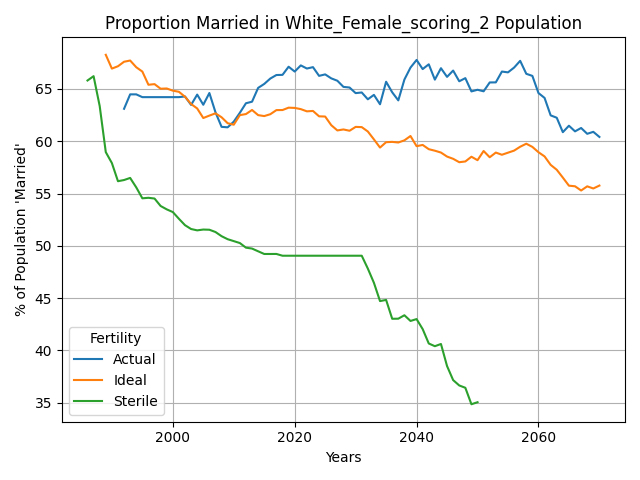 Proportion Married in White_Female_scoring_2 Population
% of Population 'Married'
65
60
55
50
45
40
35
Fertility
Actual
Ideal
Sterile
2000 2020 2040 2060
Years